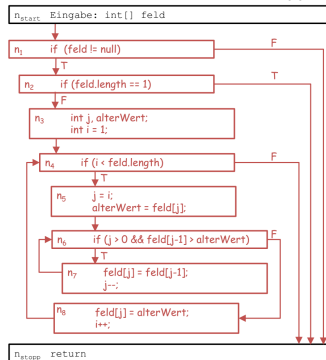 n_start Eingabe: int[] feld
n₁ if (feld != null) F
T
n₂ if (feld.length == 1) T
F
n₃ int j, alterWert;
int i = 1;
n₄ if (i < feld.length) F
T
n₅ j = i;
alterWert = feld[j];
n₆ if (j > 0 && feld[j-1] > alterWert) F
T
n₇ feld[j] = feld[j-1];
j--;
n₈ feld[j] = alterWert;
i++;
n_stopp return